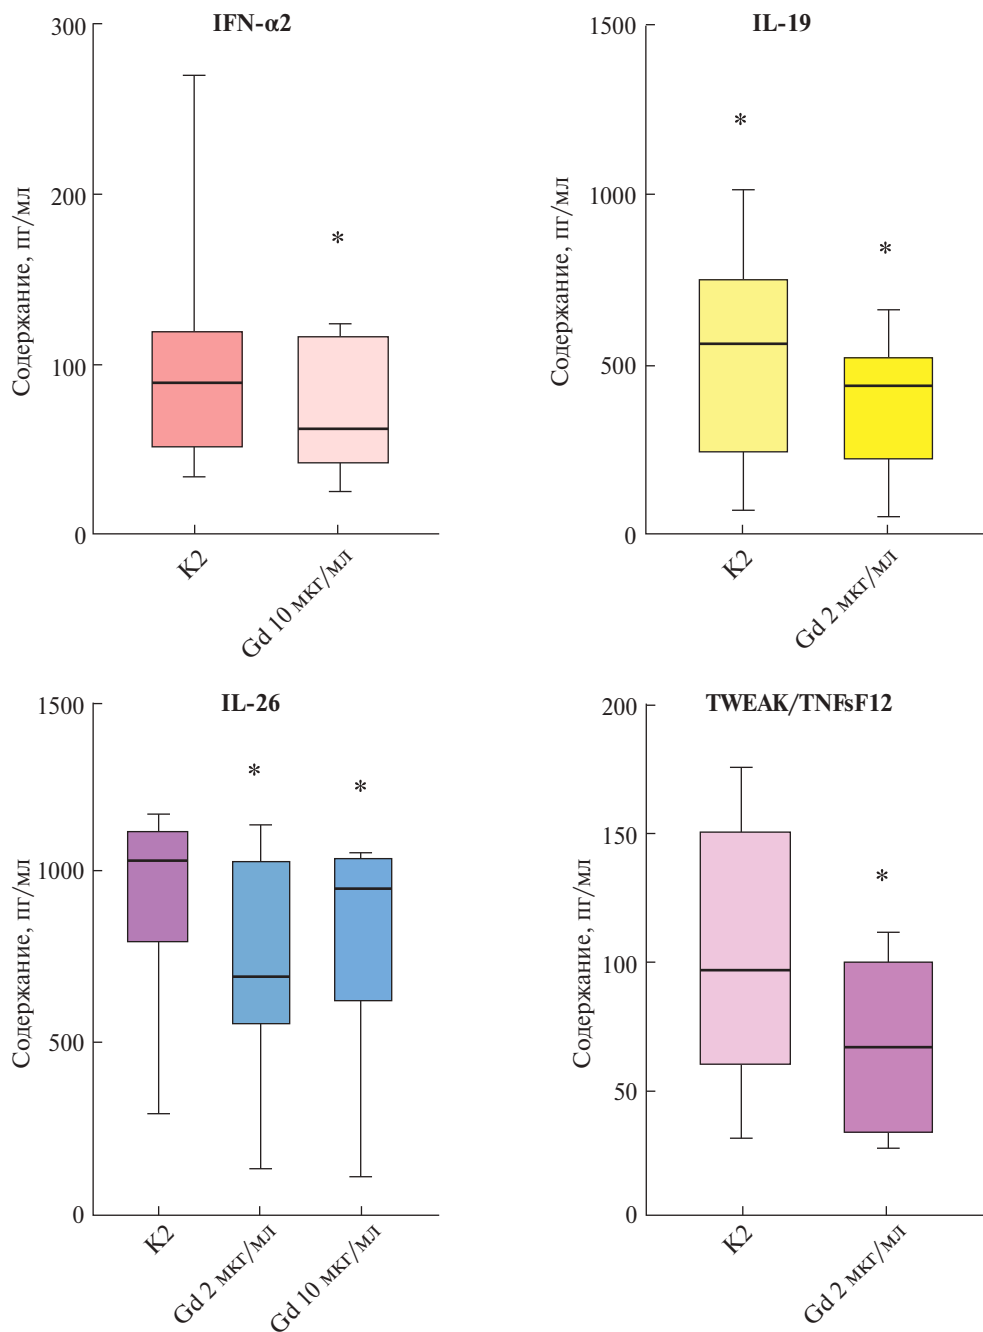 IFN-α2
300
200
100
0
Содержание, пг/мл
*
K2
Gd 10 мкг/мл
IL-19
1500
1000
500
0
Содержание, пг/мл
*
*
K2
Gd 2 мкг/мл
IL-26
1500
1000
500
0
Содержание, пг/мл
*
*
K2
Gd 2 мкг/мл
Gd 10 мкг/мл
TWEAK/TNFsF12
200
150
100
50
0
Содержание, пг/мл
*
K2
Gd 2 мкг/мл